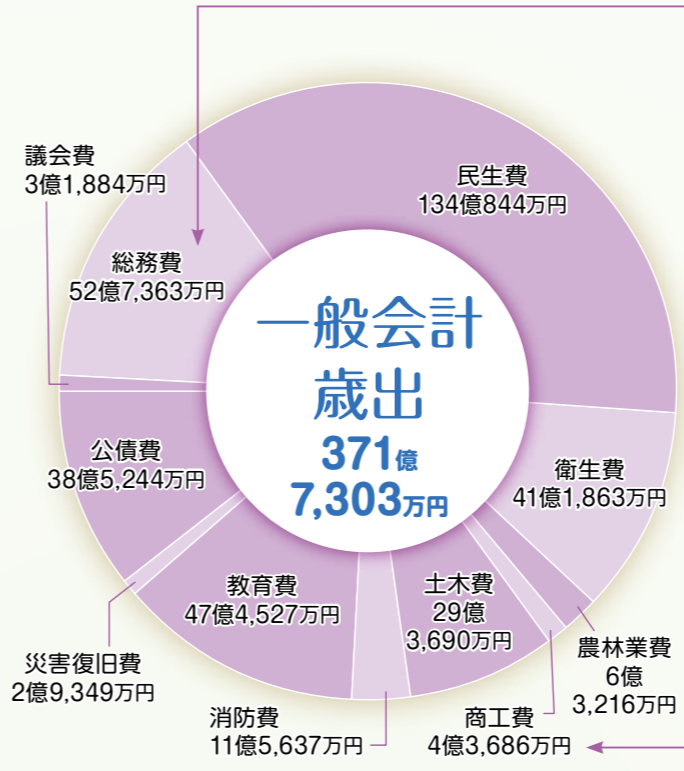 一般会計
歳出
371億
7,303万円
議会費
3億1,884万円
総務費
52億7,363万円
民生費
134億844万円
衛生費
41億1,863万円
農林業費
6億
3,216万円
商工費
4億3,686万円
土木費
29億
3,690万円
消防費
11億5,637万円
教育費
47億4,527万円
災害復旧費
2億9,349万円
公債費
38億5,244万円